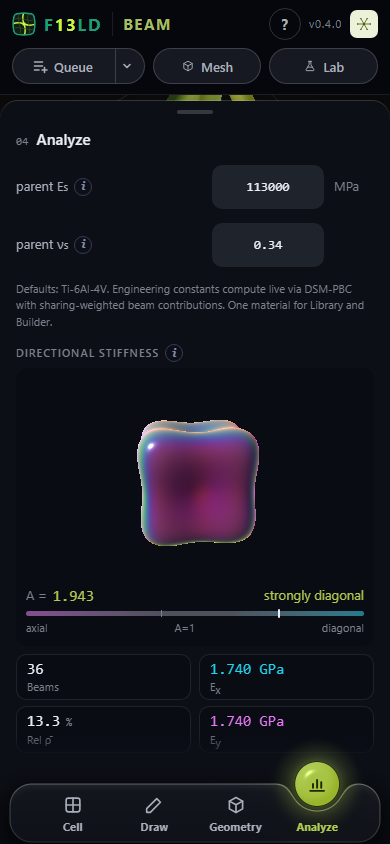 F13LD BEAM ? v0.4.0
Queue Mesh Lab
04 Analyze
parent Es i 113000 MPa
parent νs i 0.34
Defaults: Ti-6Al-4V. Engineering constants compute live via DSM-PBC
with sharing-weighted beam contributions. One material for Library and
Builder.
DIRECTIONAL STIFFNESS i
A = 1.943 strongly diagonal
axial A=1 diagonal
36 1.740 GPa
Beams Ex
13.3 % 1.740 GPa
Rel ρ̄ Ey
Cell Draw Geometry Analyze